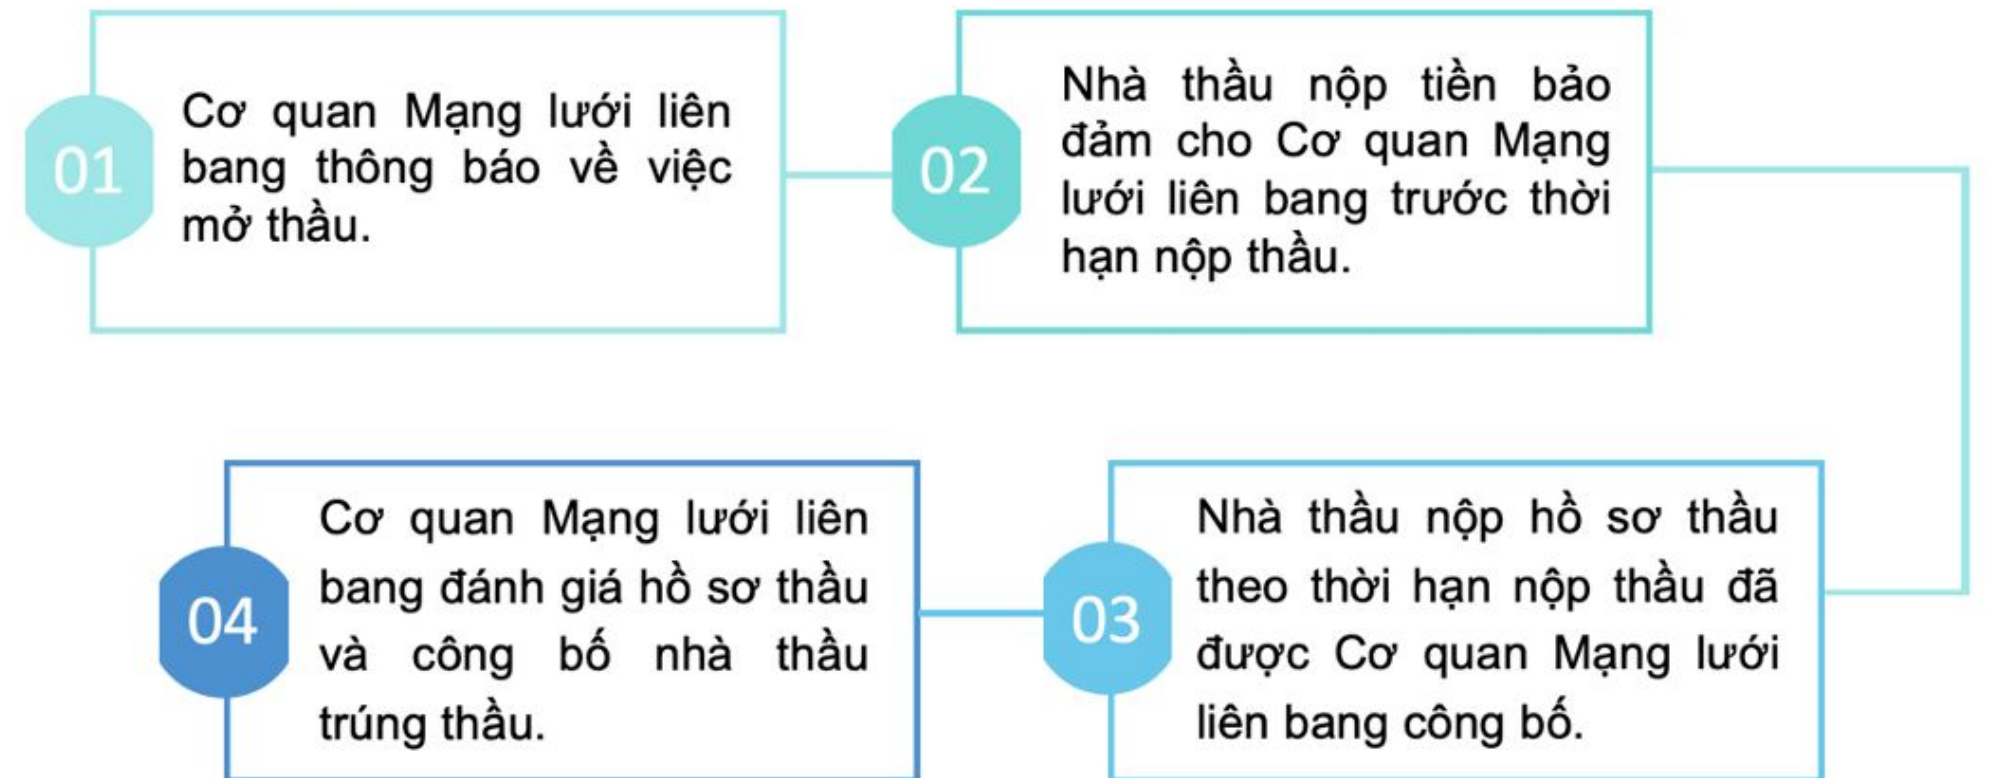 01
Cơ quan Mạng lưới liên
bang thông báo về việc
mở thầu.
02
Nhà thầu nộp tiền bảo
đảm cho Cơ quan Mạng
lưới liên bang trước thời
hạn nộp thầu.
03
Nhà thầu nộp hồ sơ thầu
theo thời hạn nộp thầu đã
được Cơ quan Mạng lưới
liên bang công bố.
04
Cơ quan Mạng lưới liên
bang đánh giá hồ sơ thầu
và công bố nhà thầu
trúng thầu.